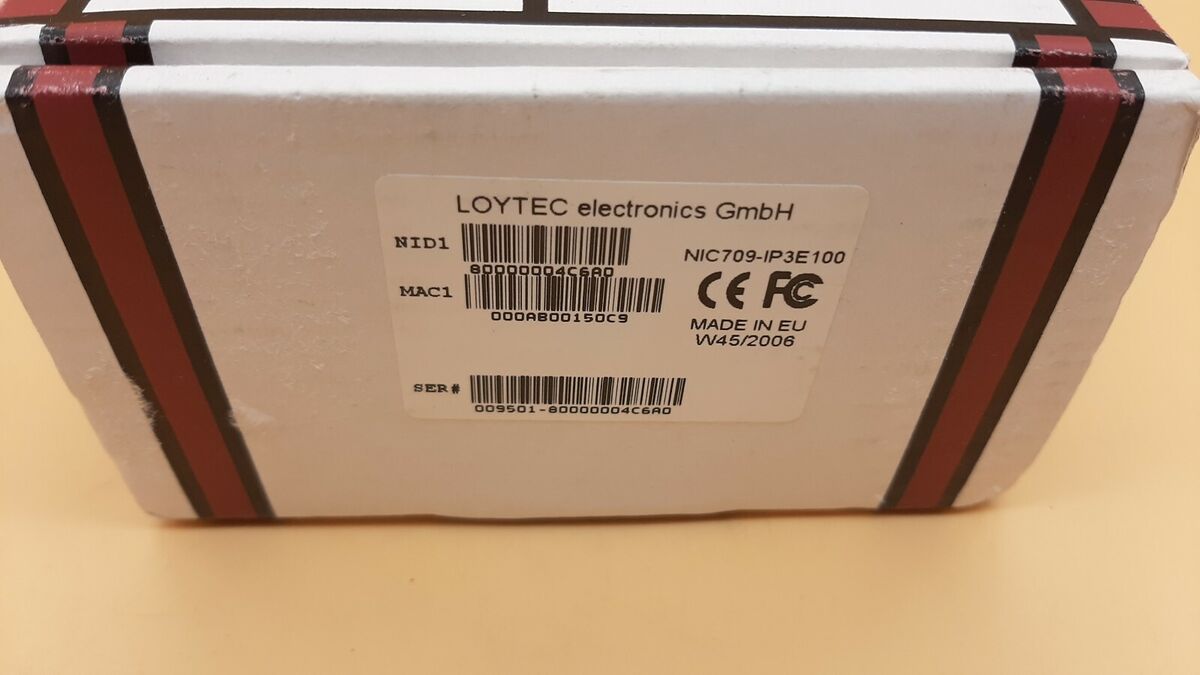 LOYTEC electronics GmbH
NID1
80000004C6A0
NIC709-IP3E100
MAC1
000AB00150C9
CE FC
MADE IN EU
W45/2006
SER#
009501-80000004C6A0